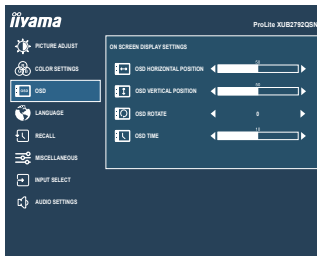 iiyama
ProLite XUB2792QSN
PICTURE ADJUST
COLOR SETTINGS
OSD
LANGUAGE
RECALL
MISCELLANEOUS
INPUT SELECT
AUDIO SETTINGS
ON SCREEN DISPLAY SETTINGS
OSD HORIZONTAL POSITION
OSD VERTICAL POSITION
OSD ROTATE 0
OSD TIME